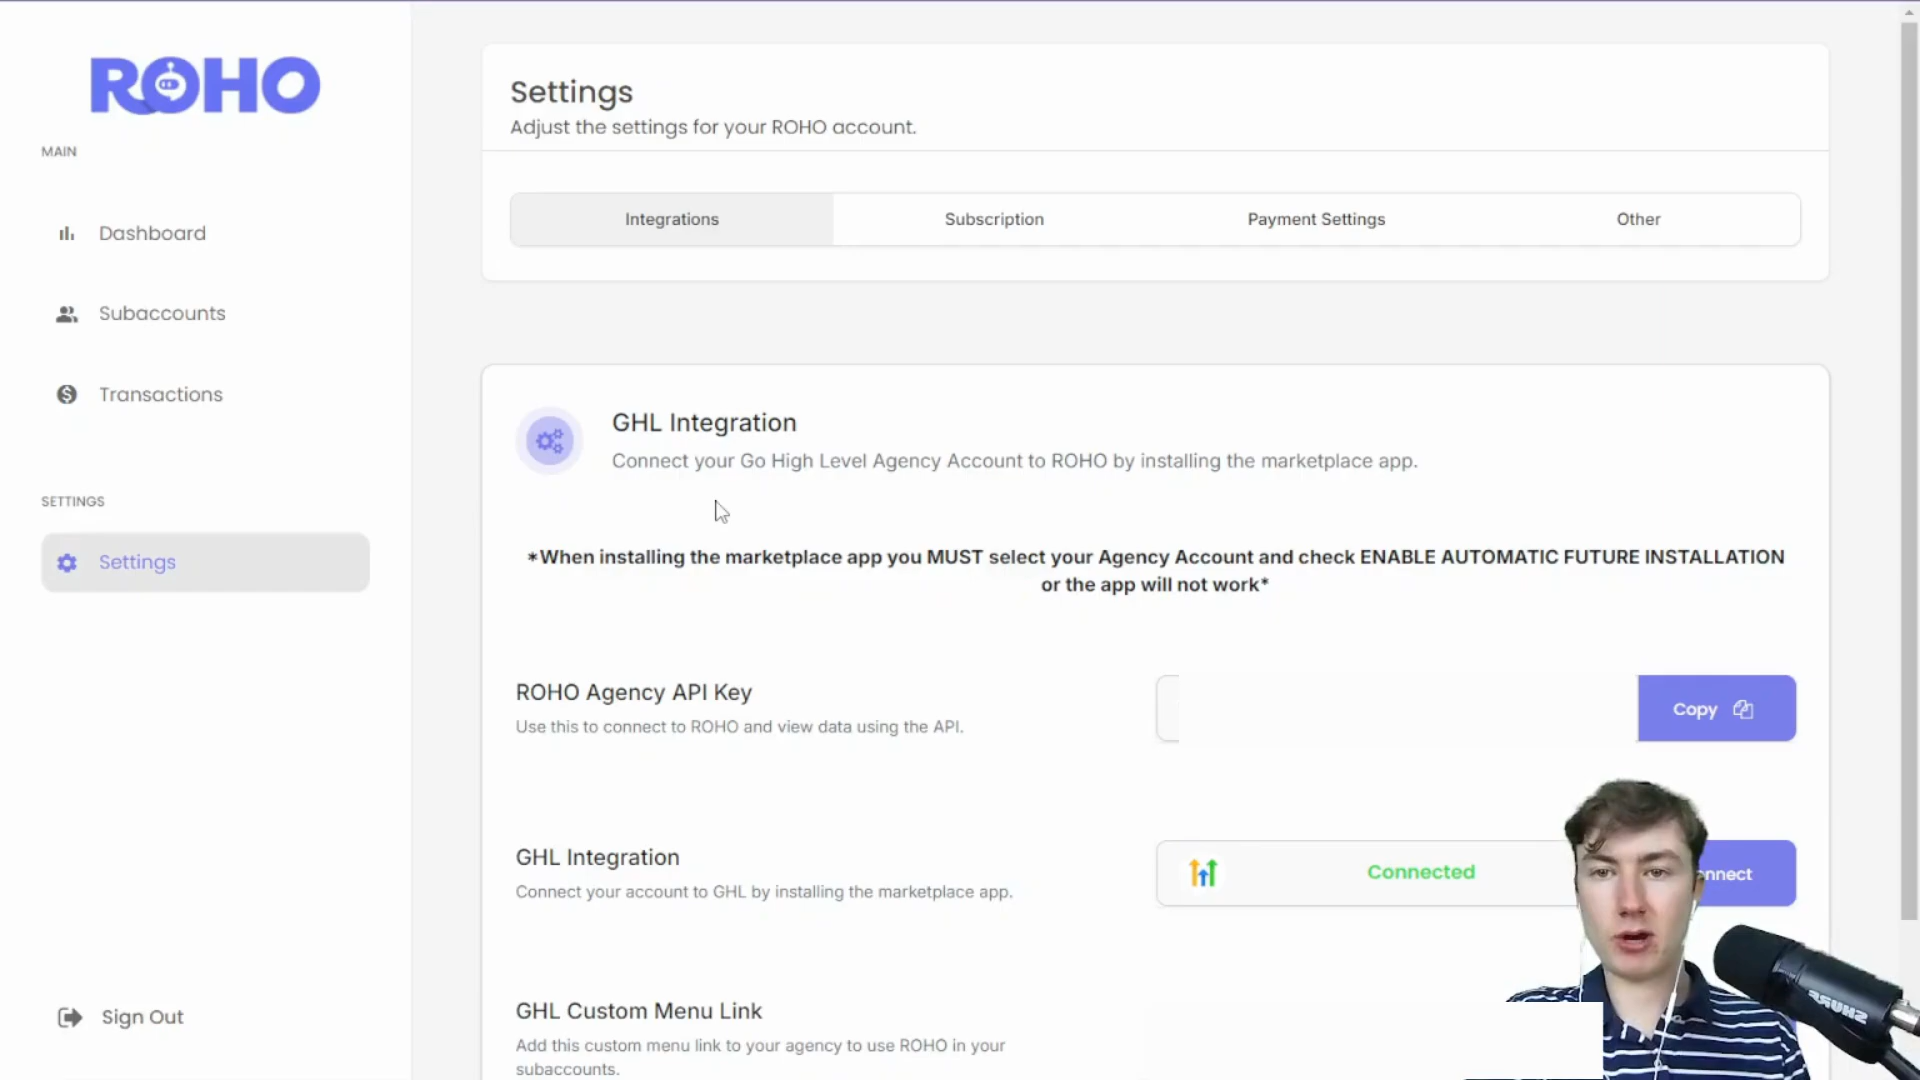 ROHO
MAIN
Dashboard
Subaccounts
Transactions
SETTINGS
Settings
Sign Out
Settings
Adjust the settings for your ROHO account.
Integrations
Subscription
Payment Settings
Other
GHL Integration
Connect your Go High Level Agency Account to ROHO by installing the marketplace app.
*When installing the marketplace app you MUST select your Agency Account and check ENABLE AUTOMATIC FUTURE INSTALLATION
or the app will not work*
ROHO Agency API Key
Use this to connect to ROHO and view data using the API.
Copy
GHL Integration
Connect your account to GHL by installing the marketplace app.
Connected
nnect
GHL Custom Menu Link
Add this custom menu link to your agency to use ROHO in your
subaccounts.
SHURE